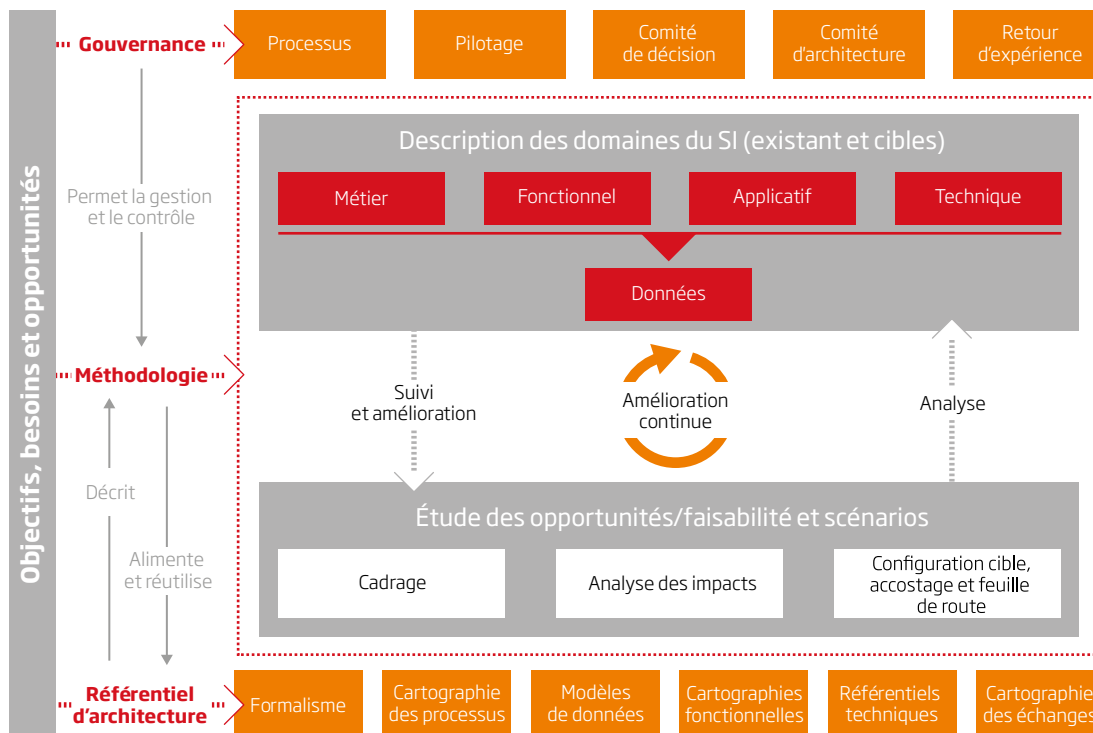 Objectifs, besoins et opportunités
Gouvernance
Processus
Pilotage
Comité
de décision
Comité
d'architecture
Retour
d'expérience
Permet la gestion
et le contrôle
Description des domaines du SI (existant et cibles)
Métier
Fonctionnel
Applicatif
Technique
Données
Méthodologie
Suivi
et amélioration
Amélioration
continue
Analyse
Décrit
Alimente
et réutilise
Étude des opportunités/faisabilité et scénarios
Cadrage
Analyse des impacts
Configuration cible,
accostage et feuille
de route
Référentiel
d'architecture
Formalisme
Cartographie
des processus
Modèles
de données
Cartographies
fonctionnelles
Référentiels
techniques
Cartographie
des échanges